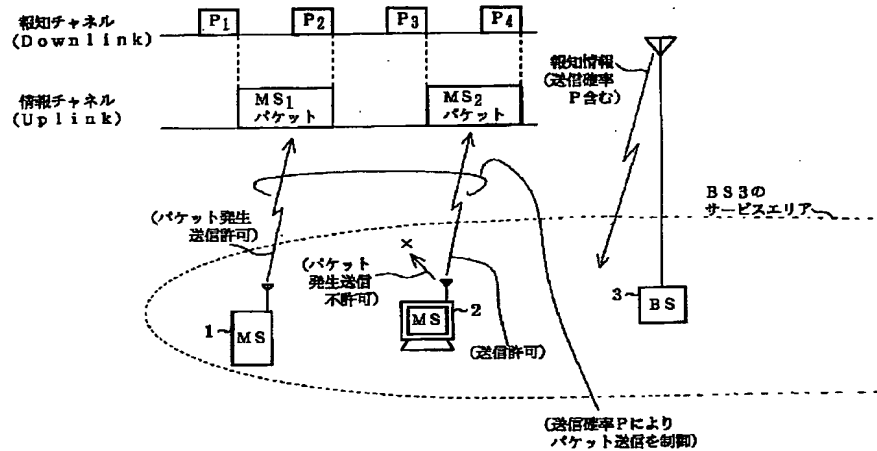 報知チャネル
(Downlink)
P1
P2
P3
P4
情報チャネル
(Uplink)
MS1
パケット
MS2
パケット
報知情報
(送信確率
P含む)
BS3の
サービスエリア
(パケット発生
送信許可)
×
(パケット
発生送信
不許可)
1
MS
MS
2
(送信許可)
3
BS
(送信確率Pにより
パケット送信を制御)